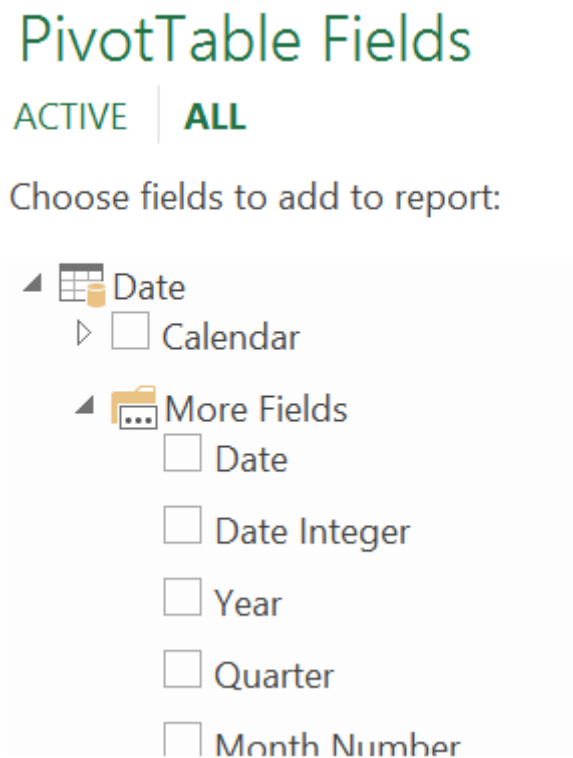 PivotTable Fields
ACTIVE ALL
Choose fields to add to report:
Date
Calendar
More Fields
Date
Date Integer
Year
Quarter
Month Number